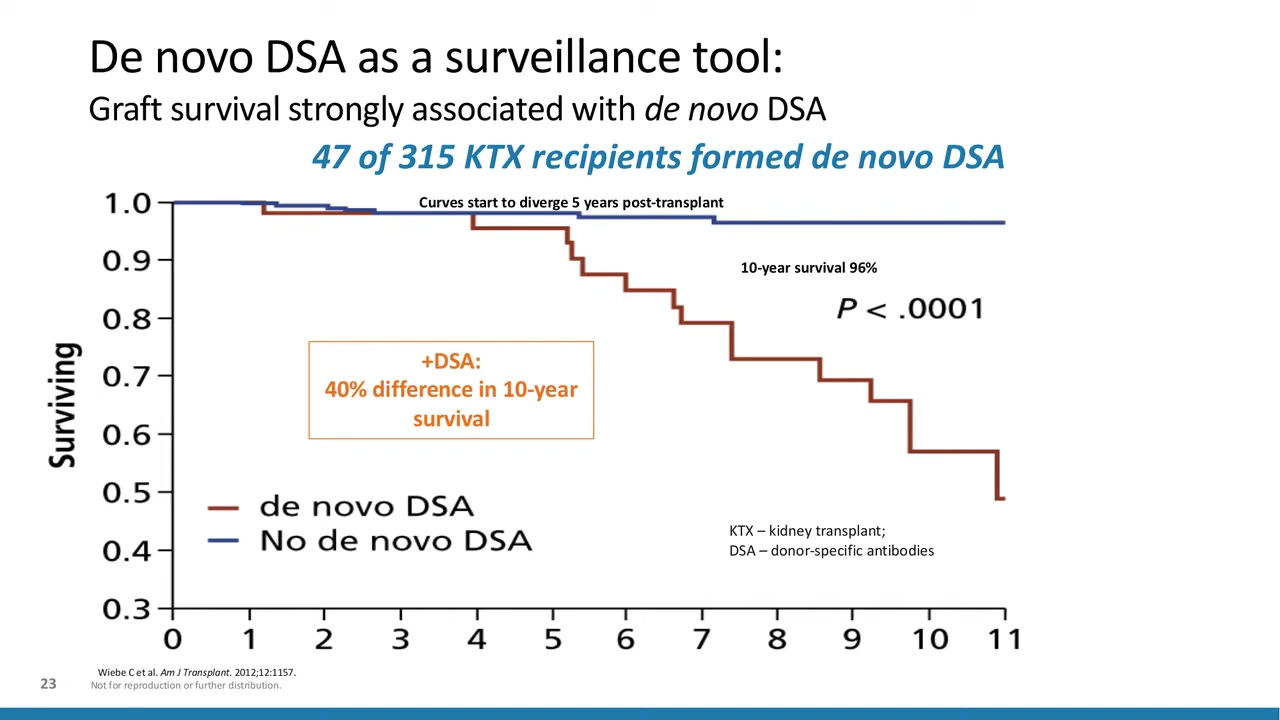 De novo DSA as a surveillance tool:
Graft survival strongly associated with de novo DSA
47 of 315 KTX recipients formed de novo DSA
Curves start to diverge 5 years post-transplant
10-year survival 96%
P < .0001
+DSA:
40% difference in 10-year
survival
Surviving
1.0
0.9
0.8
0.7
0.6
0.5
0.4
0.3
de novo DSA
No de novo DSA
KTX – kidney transplant;
DSA – donor-specific antibodies
0 1 2 3 4 5 6 7 8 9 10 11
Wiebe C et al. Am J Transplant. 2012;12:1157.
23 Not for reproduction or further distribution.